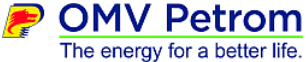 OMV Petrom
The energy for a better life.